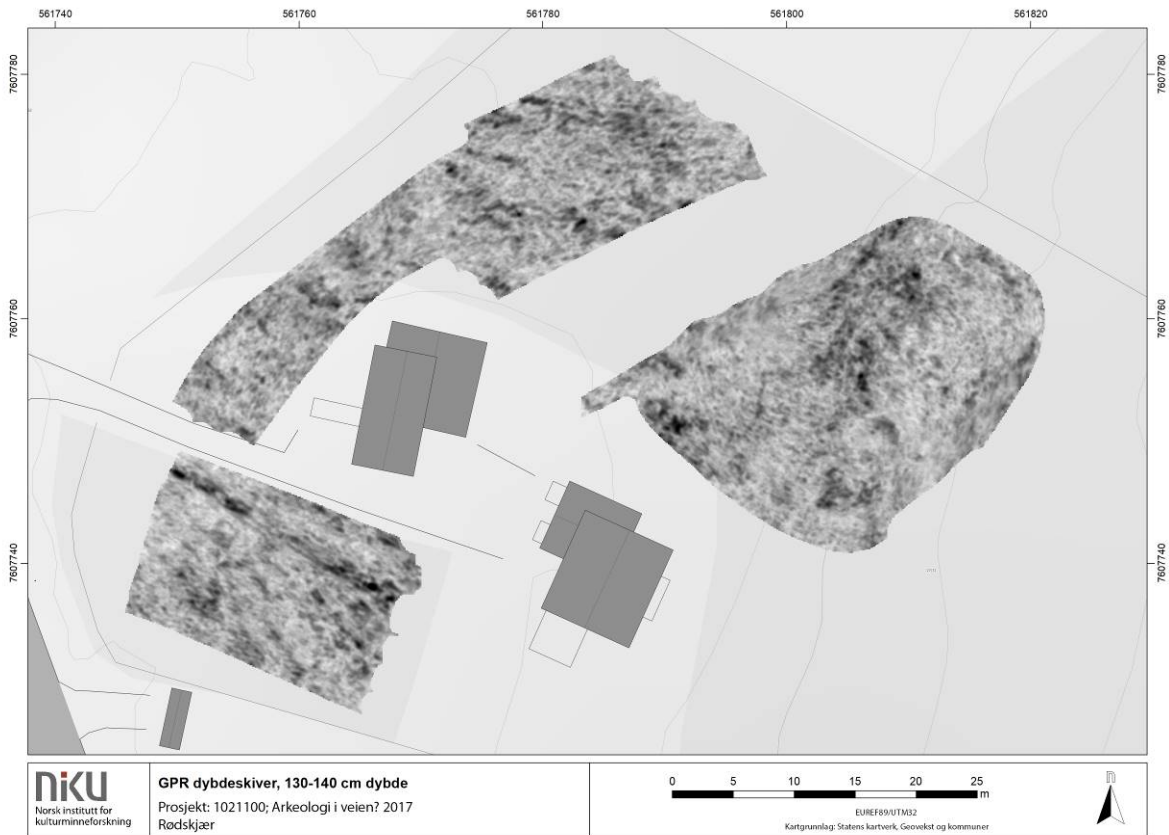 561740 561760 561780 561800 561820
7607780 7607780
7607760 7607760
7607740 7607740
niku
Norsk institutt for
kulturminneforskning
GPR dybdeskiver, 130-140 cm dybde
Prosjekt: 1021100; Arkeologi i veien? 2017
Rødskjær
0 5 10 15 20 25
m
EUREF89/UTM32
Kartgrunnlag: Statens kartverk, Geovekst og kommuner
n